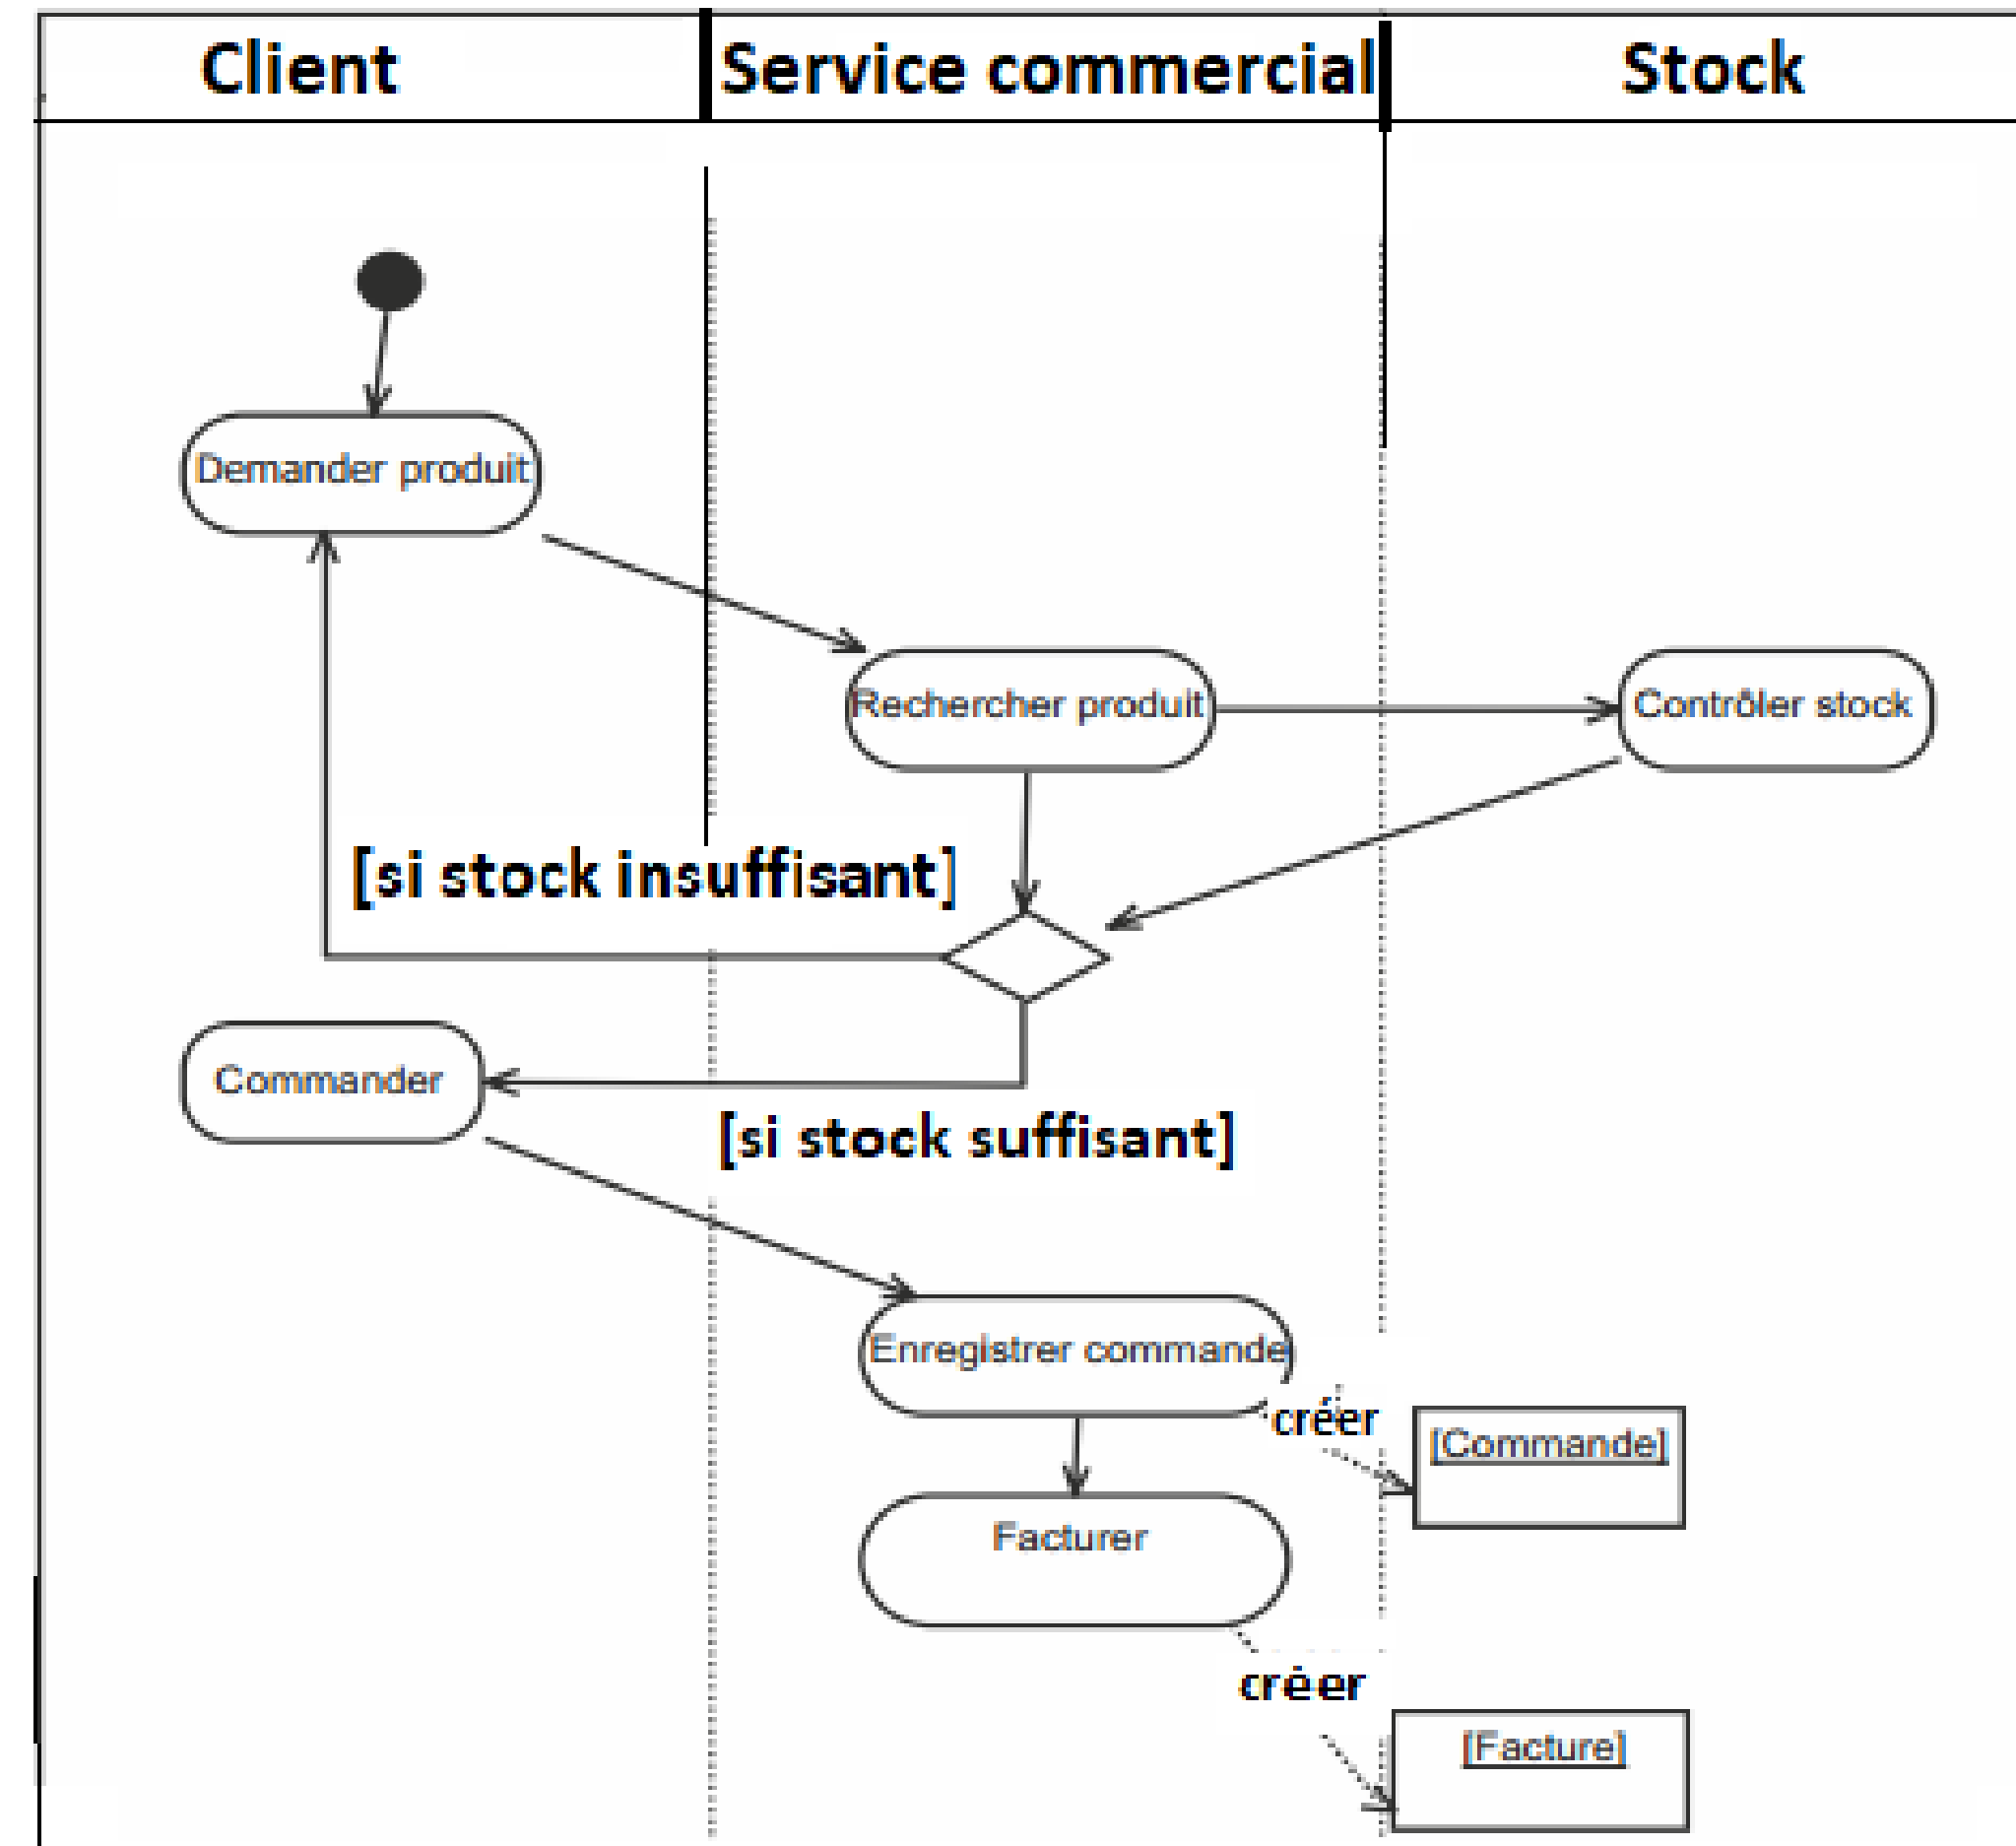 Client
Service commercial
Stock
Demander produit
Rechercher produit
Contrôler stock
[si stock insuffisant]
Commander
[si stock suffisant]
Enregistrer commande
créer
[Commande]
Facturer
créer
[Facture]